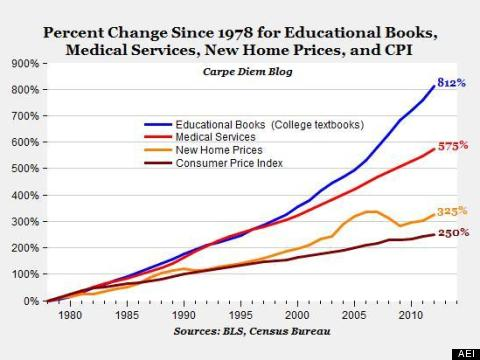 Percent Change Since 1978 for Educational Books,
Medical Services, New Home Prices, and CPI
Carpe Diem Blog
900%
800%
700%
600%
500%
400%
300%
200%
100%
0%
812%
575%
325%
250%
Educational Books (College textbooks)
Medical Services
New Home Prices
Consumer Price Index
1980 1985 1990 1995 2000 2005 2010
Sources: BLS, Census Bureau
AEI